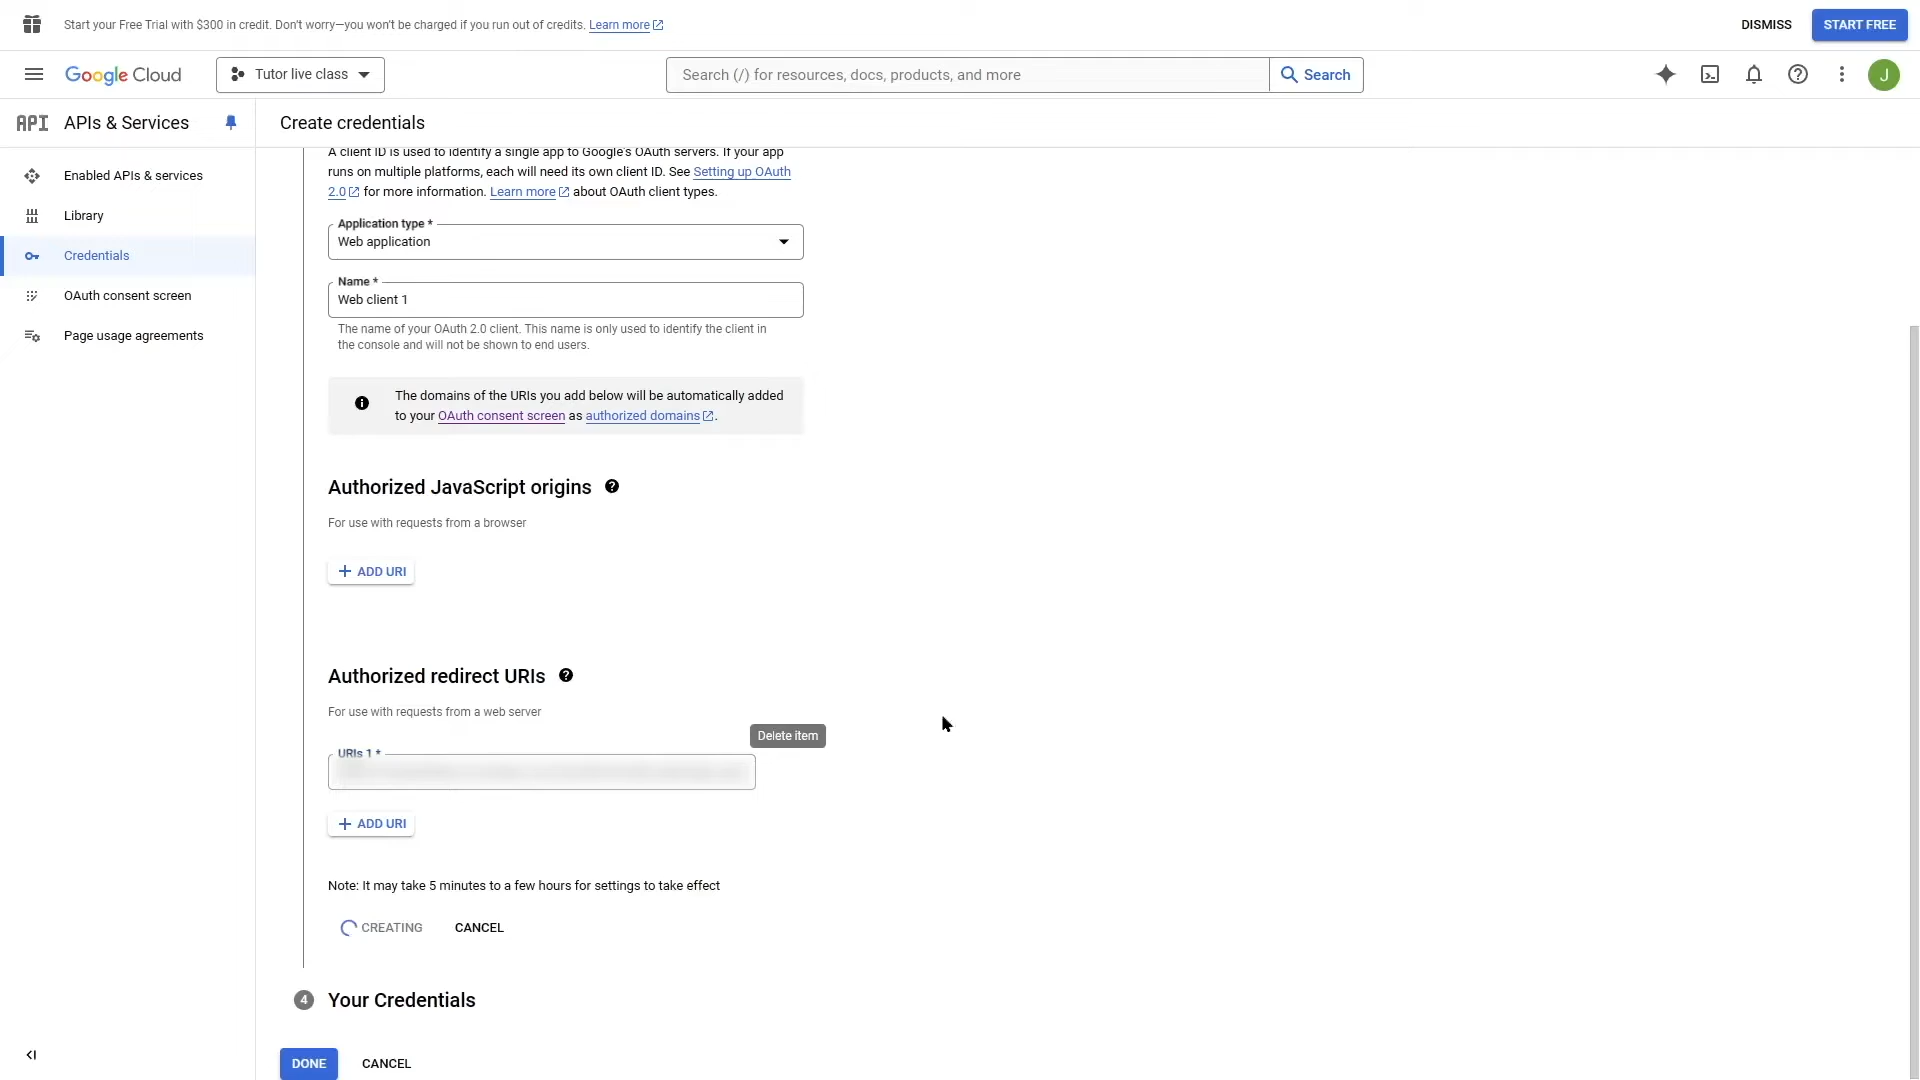 Start your Free Trial with $300 in credit. Don't worry—you won't be charged if you run out of credits. Learn more
DISMISS
START FREE
Google Cloud
Tutor live class
Search (/) for resources, docs, products, and more
Search
J
API
APIs & Services
Create credentials
Enabled APIs & services
Library
Credentials
OAuth consent screen
Page usage agreements
A client ID is used to identify a single app to Google's OAuth servers. If your app
runs on multiple platforms, each will need its own client ID. See Setting up OAuth
2.0 for more information. Learn more about OAuth client types.
Application type *
Web application
Name *
Web client 1
The name of your OAuth 2.0 client. This name is only used to identify the client in
the console and will not be shown to end users.
The domains of the URIs you add below will be automatically added
to your OAuth consent screen as authorized domains.
Authorized JavaScript origins
For use with requests from a browser
+ ADD URI
Authorized redirect URIs
For use with requests from a web server
Delete item
URIs 1 *
+ ADD URI
Note: It may take 5 minutes to a few hours for settings to take effect
CREATING
CANCEL
4 Your Credentials
DONE
CANCEL